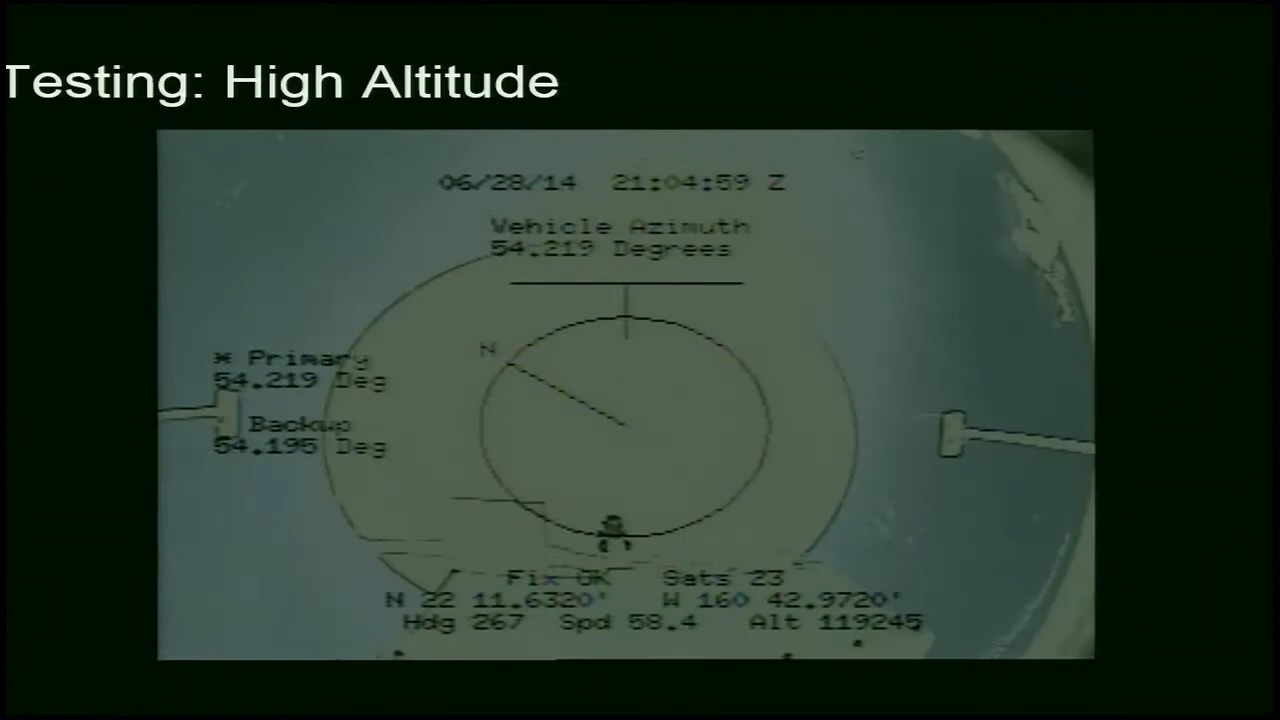 Testing: High Altitude
06/28/14 21:04:59 Z
Vehicle Azimuth
54.219 Degrees
N
* Primary
54.219 Deg
Backup
54.195 Deg
Fix OK Sats 23
N 22 11.6320' W 160 42.9720'
Hdg 267 Spd 58.4 Alt 119245